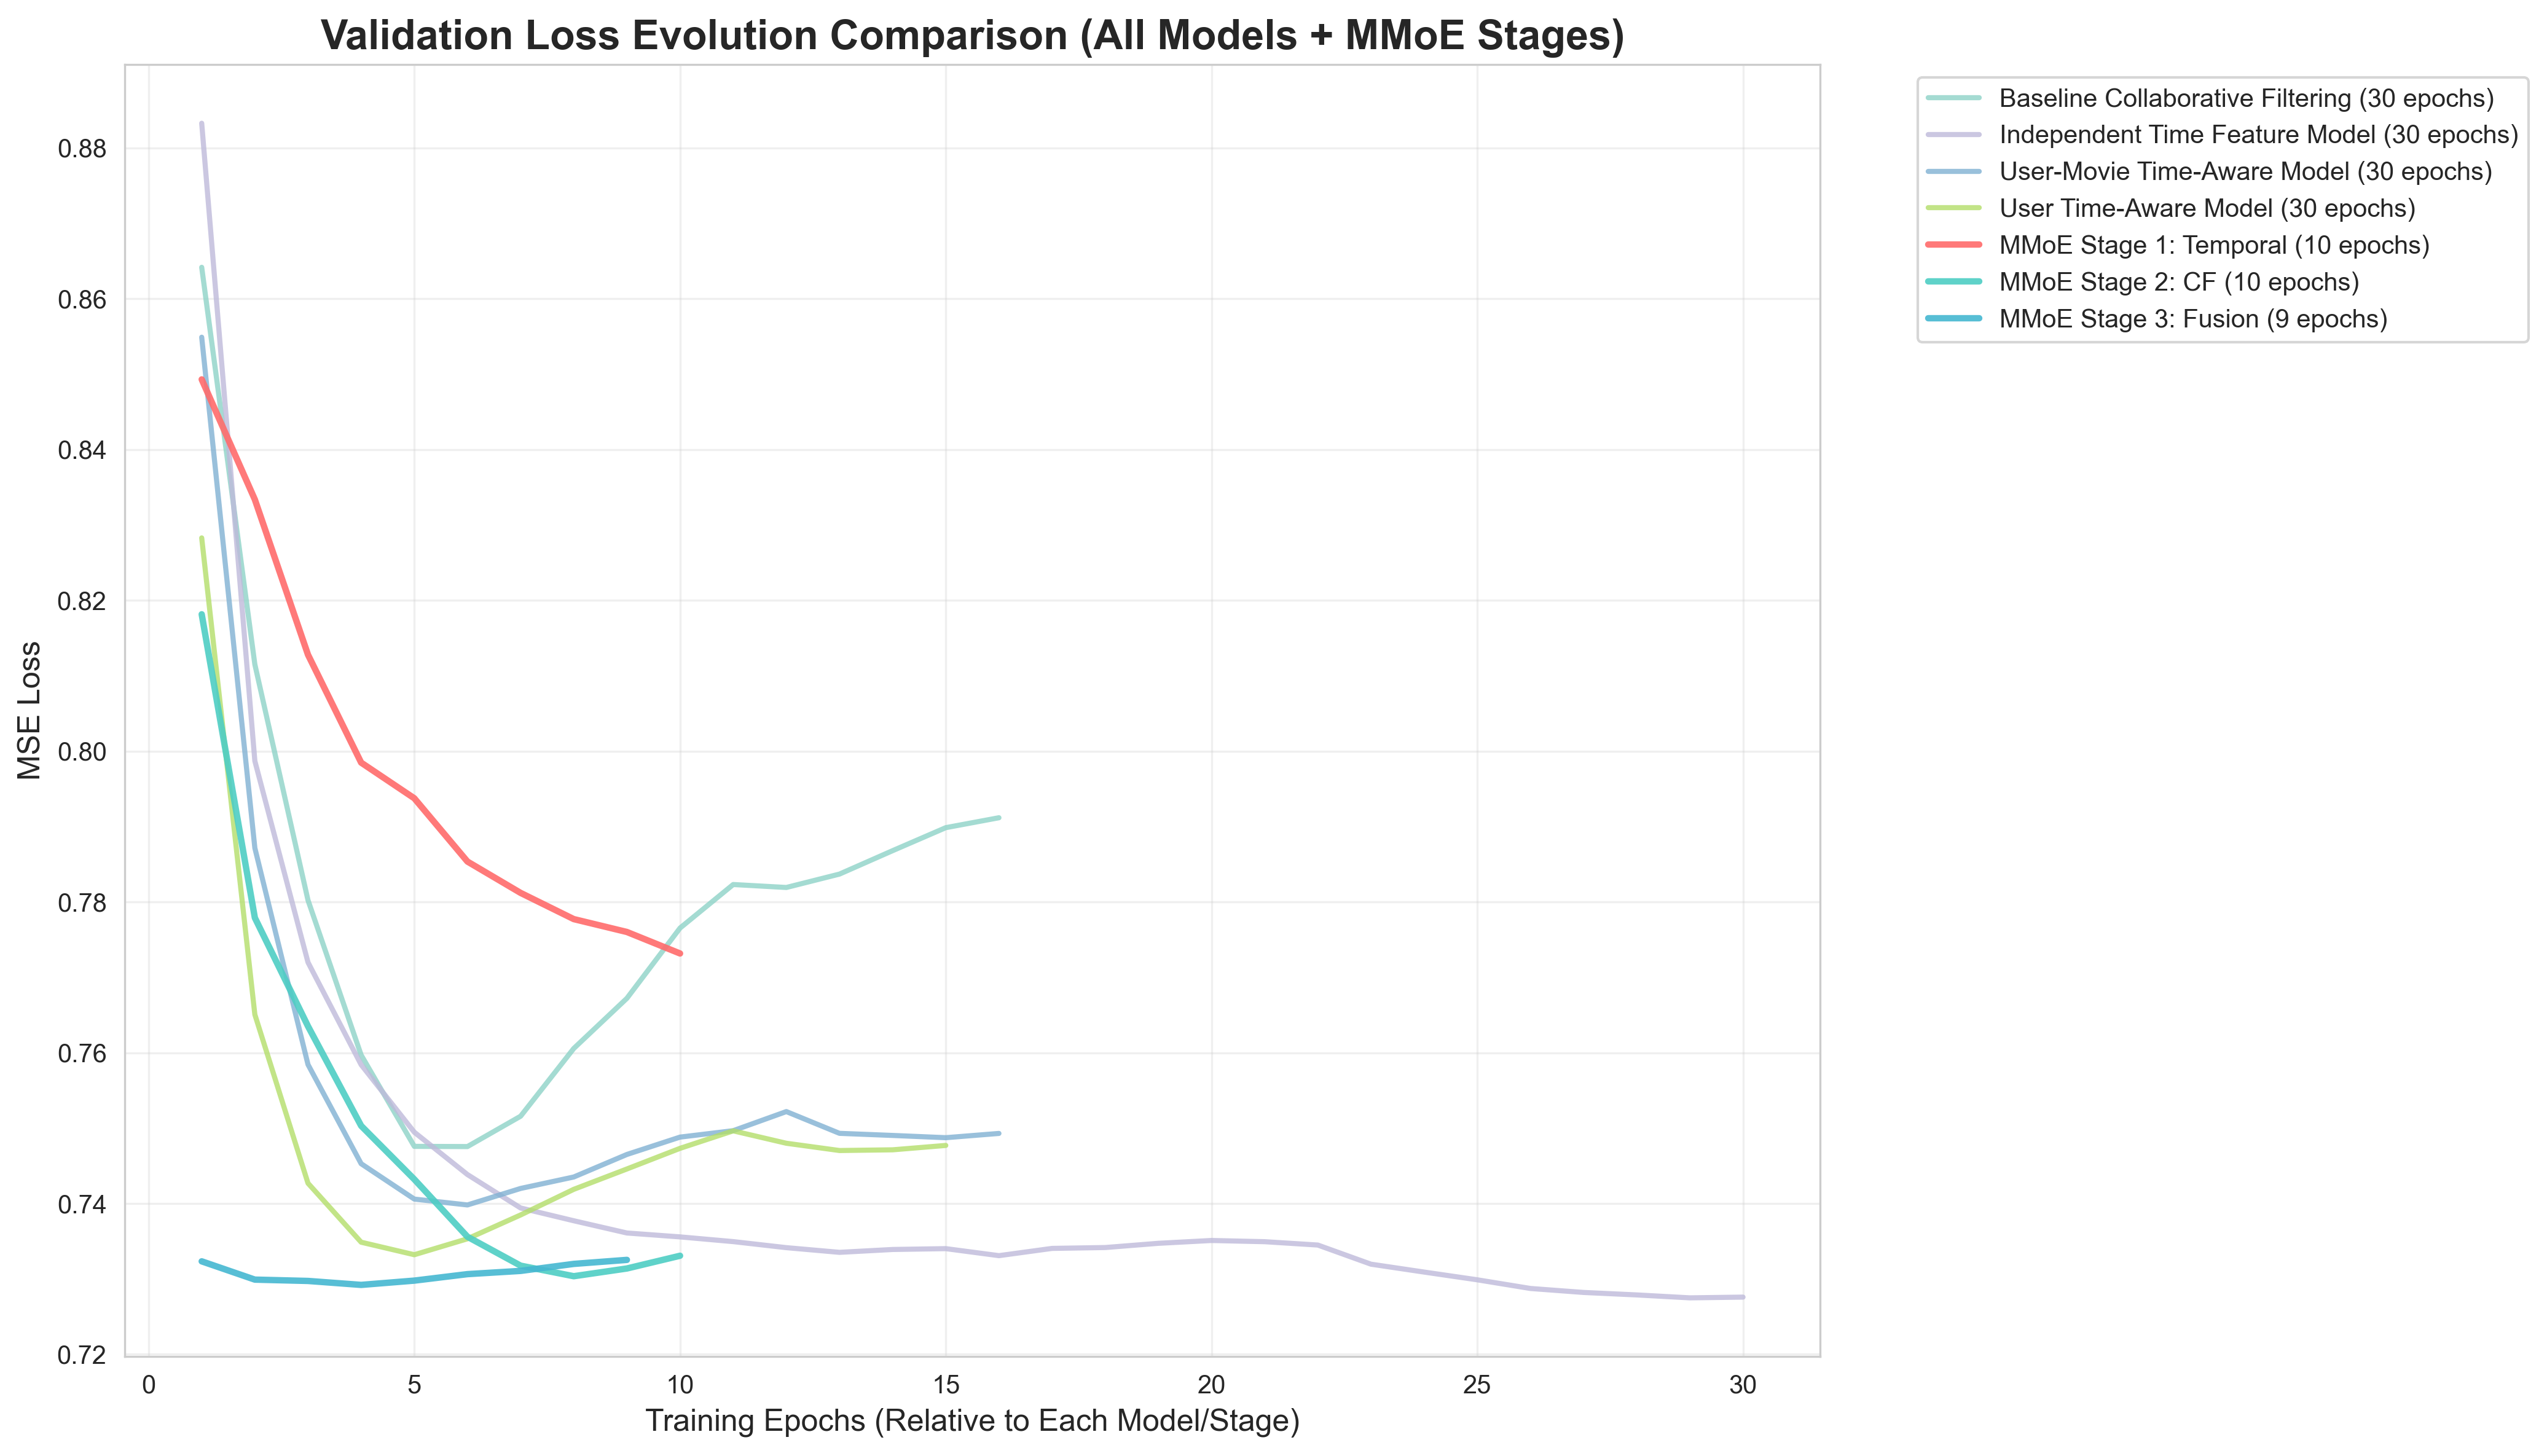 Validation Loss Evolution Comparison (All Models + MMoE Stages)
Baseline Collaborative Filtering (30 epochs)
Independent Time Feature Model (30 epochs)
User-Movie Time-Aware Model (30 epochs)
User Time-Aware Model (30 epochs)
MMoE Stage 1: Temporal (10 epochs)
MMoE Stage 2: CF (10 epochs)
MMoE Stage 3: Fusion (9 epochs)
MSE Loss
0.88
0.86
0.84
0.82
0.80
0.78
0.76
0.74
0.72
0 5 10 15 20 25 30
Training Epochs (Relative to Each Model/Stage)